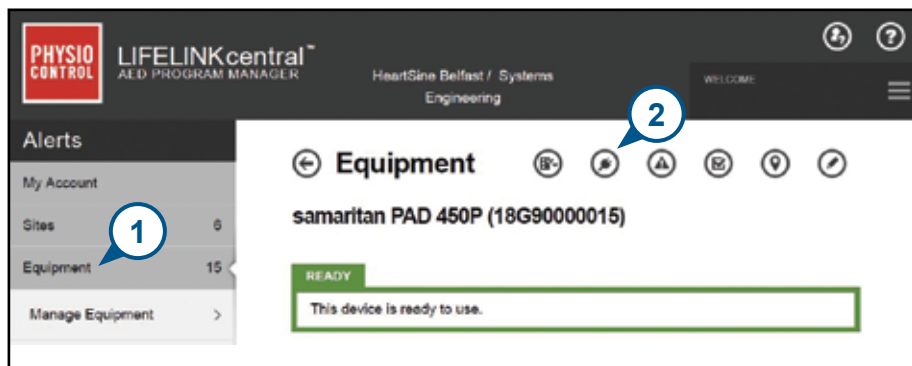 PHYSIO
CONTROL
LIFELINKcentral™
AED PROGRAM MANAGER
HeartSine Belfast / Systems
Engineering
WELCOME
?
Alerts
My Account
Sites 6
Equipment 15
Manage Equipment >
1
2
Equipment
samaritan PAD 450P (18G90000015)
READY
This device is ready to use.